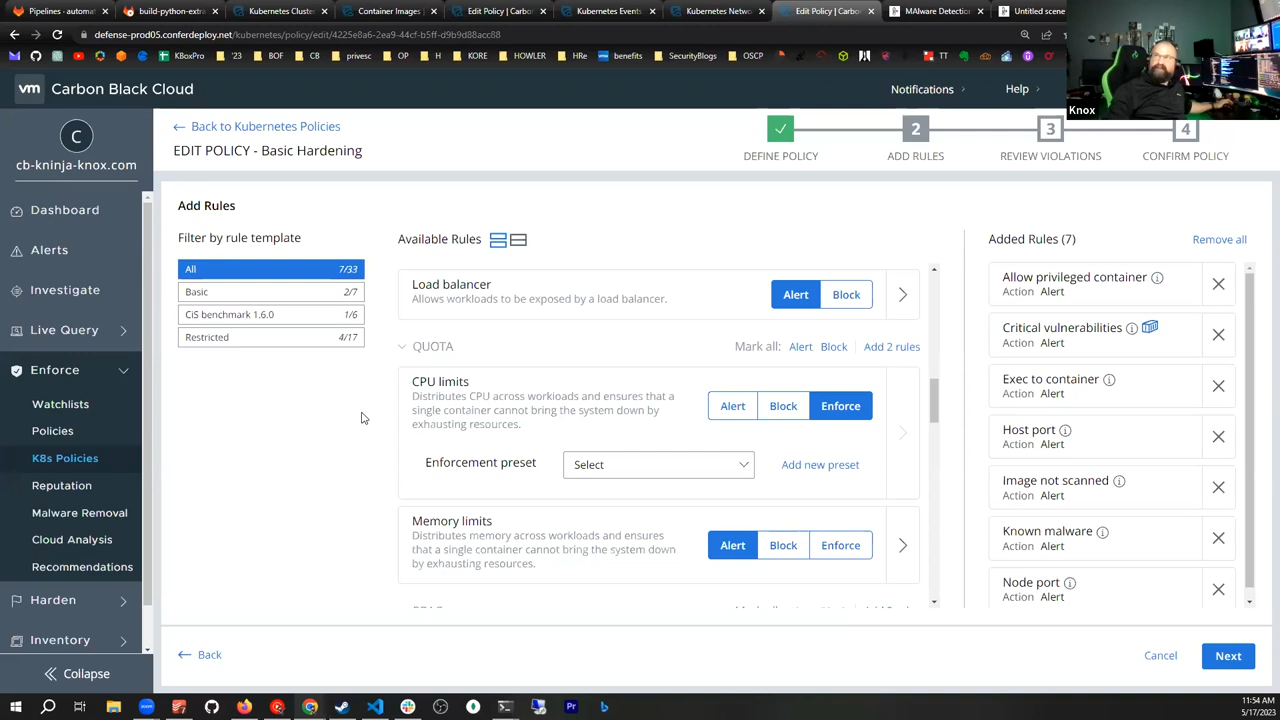 Pipelines - automat
build-python-extra
Kubernetes Cluster
Container Images |
Edit Policy | Carbon
Kubernetes Events
Kubernetes Networ
Edit Policy | Carbon
MALware Detection
Untitled scene
defense-prod05.conferdeploy.net/kubernetes/policy/edit/4225e8a6-2ea9-44cf-b5ff-d9b9d88acc88
KBoxPro
'23
BOF
CB
privesc
OP
H
KORE
HOWLER
HRe
benefits
SecurityBlogs
OSCP
TT
Knox
vm Carbon Black Cloud
Notifications
Help
C
cb-kninja-knox.com
Dashboard
Alerts
Investigate
Live Query
Enforce
Watchlists
Policies
K8s Policies
Reputation
Malware Removal
Cloud Analysis
Recommendations
Harden
Inventory
Collapse
Back to Kubernetes Policies
EDIT POLICY - Basic Hardening
2
3
4
DEFINE POLICY
ADD RULES
REVIEW VIOLATIONS
CONFIRM POLICY
Add Rules
Filter by rule template
All 7/33
Basic 2/7
CiS benchmark 1.6.0 1/6
Restricted 4/17
Available Rules
Load balancer
Allows workloads to be exposed by a load balancer.
Alert Block
QUOTA
Mark all: Alert Block Add 2 rules
CPU limits
Distributes CPU across workloads and ensures that a
single container cannot bring the system down by
exhausting resources.
Alert Block Enforce
Enforcement preset
Select
Add new preset
Memory limits
Distributes memory across workloads and ensures
that a single container cannot bring the system down
by exhausting resources.
Alert Block Enforce
Added Rules (7)
Remove all
Allow privileged container
Action Alert
Critical vulnerabilities
Action Alert
Exec to container
Action Alert
Host port
Action Alert
Image not scanned
Action Alert
Known malware
Action Alert
Node port
Action Alert
Back
Cancel
Next
11:54 AM
5/17/2023